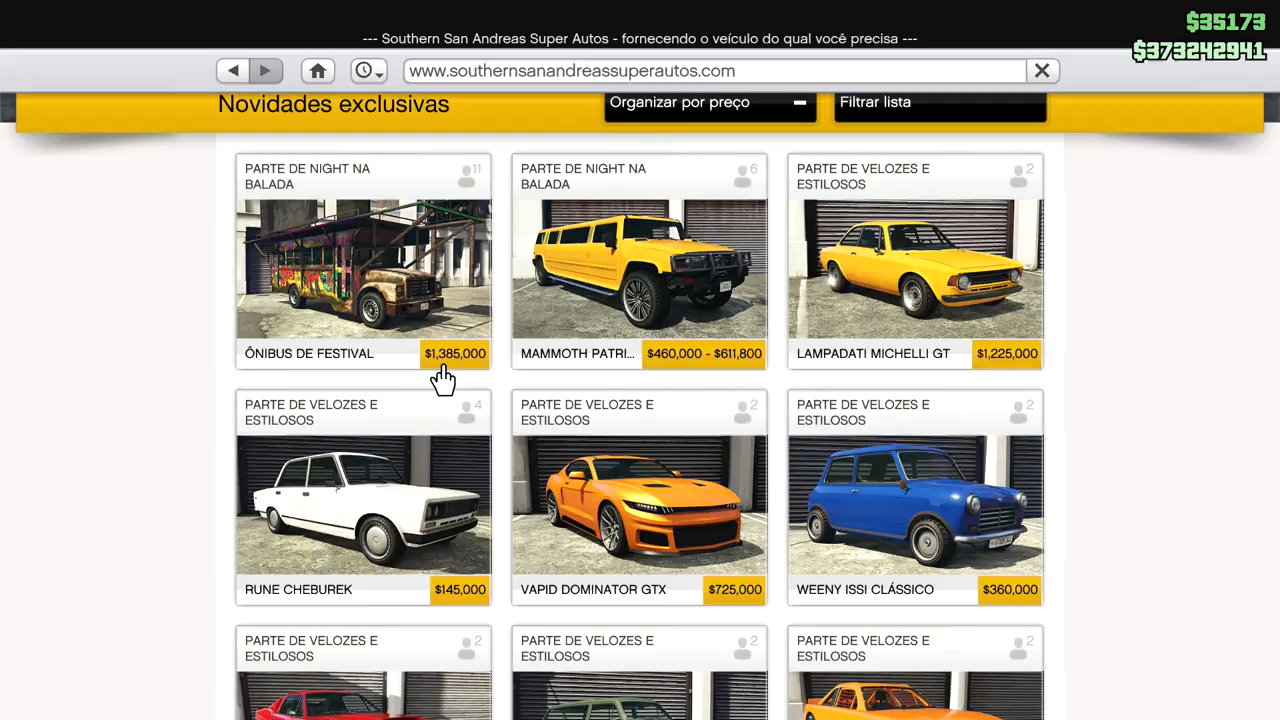 $35173
--- Southern San Andreas Super Autos - fornecendo o veículo do qual você precisa ---
$373242941
www.southernsanandreassuperautos.com
Novidades exclusivas
Organizar por preço
Filtrar lista
PARTE DE NIGHT NA
BALADA
11
PARTE DE NIGHT NA
BALADA
6
PARTE DE VELOZES E
ESTILOSOS
2
ÔNIBUS DE FESTIVAL
$1,385,000
MAMMOTH PATRI...
$460,000 - $611,800
LAMPADATI MICHELLI GT
$1,225,000
PARTE DE VELOZES E
ESTILOSOS
4
PARTE DE VELOZES E
ESTILOSOS
2
PARTE DE VELOZES E
ESTILOSOS
2
RUNE CHEBUREK
$145,000
VAPID DOMINATOR GTX
$725,000
WEENY ISSI CLÁSSICO
$360,000
PARTE DE VELOZES E
ESTILOSOS
2
PARTE DE VELOZES E
ESTILOSOS
2
PARTE DE VELOZES E
ESTILOSOS
2